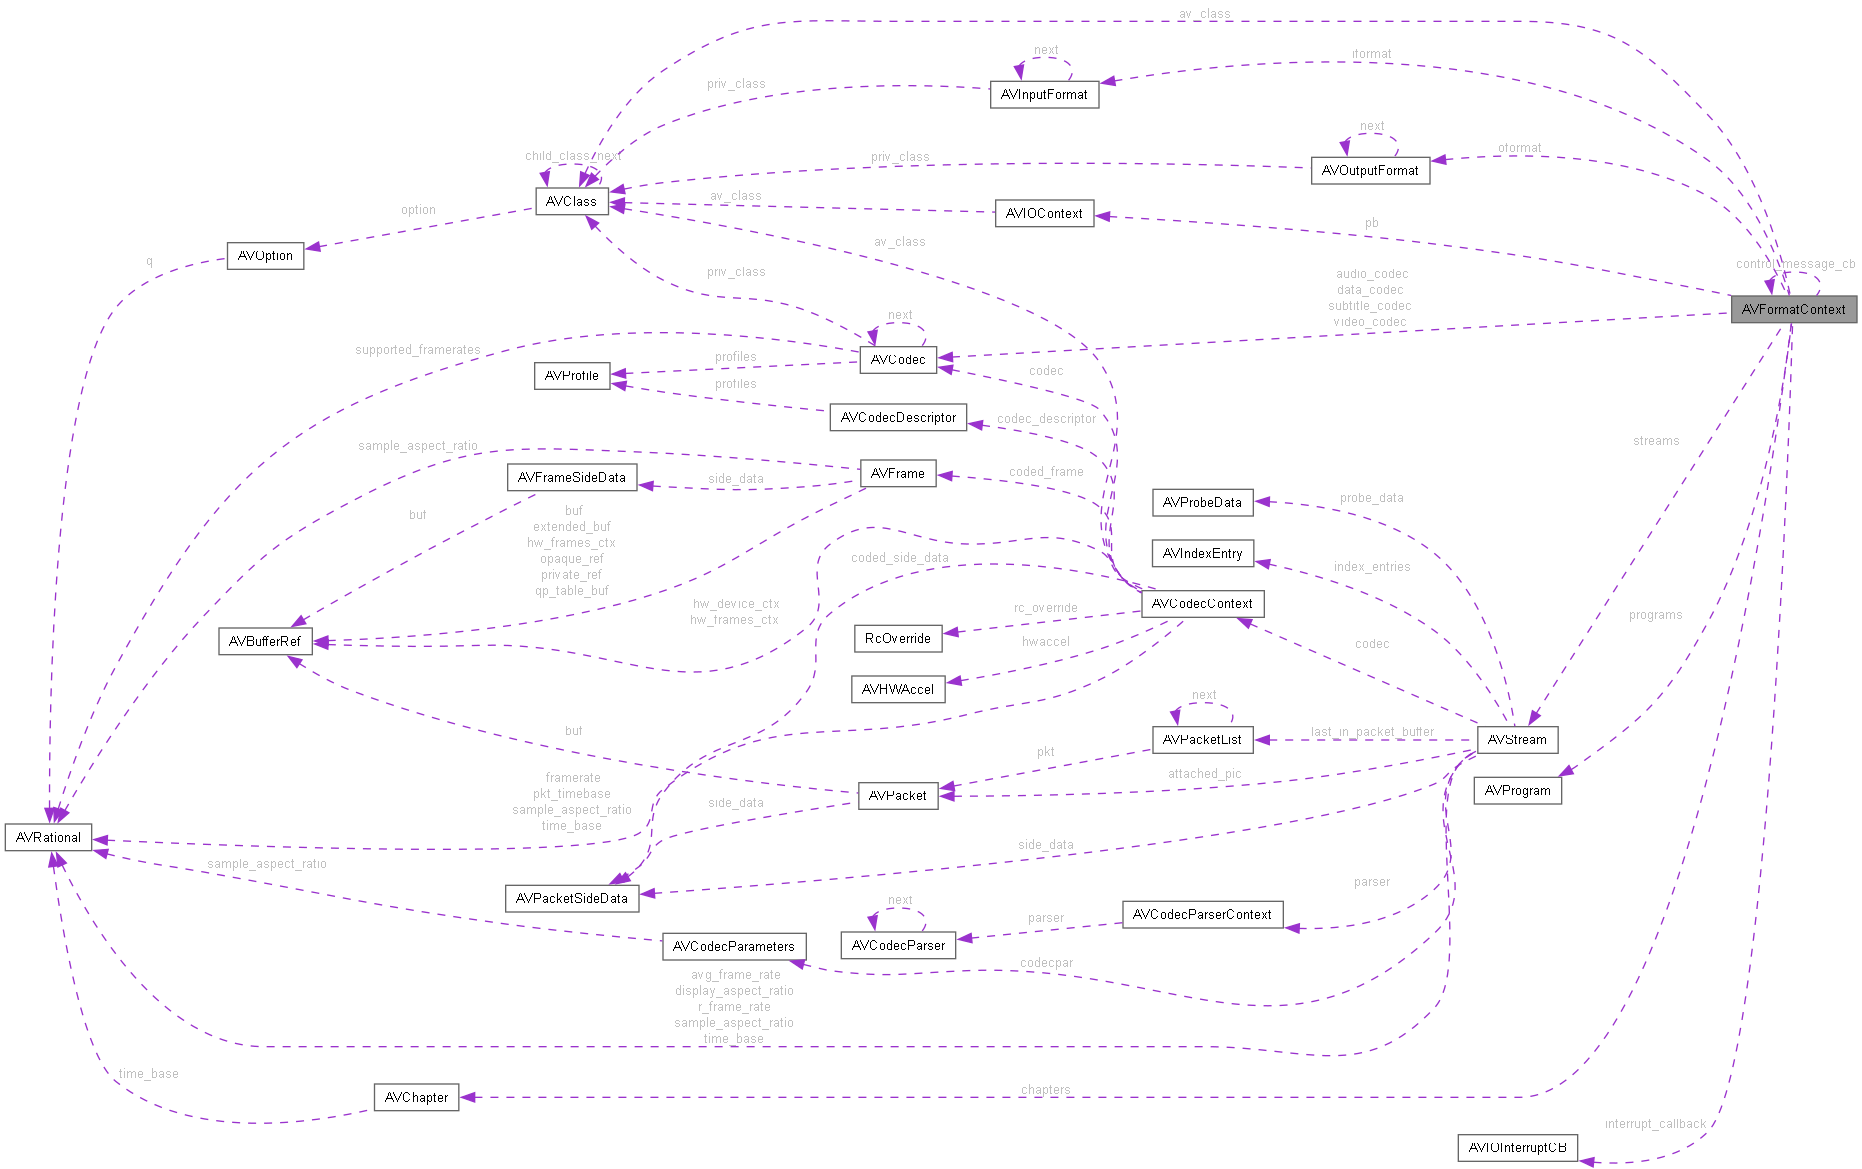 av_class
next
iformat
priv_class
AVInputFormat
next
oformat
child_class_next
priv_class
AVOutputFormat
AVClass
av_class
option
AVIOContext
pb
av_class
AVOption
q
priv_class
control_message_cb
audio_codec
data_codec
subtitle_codec
video_codec
AVFormatContext
next
supported_framerates
profiles
AVCodec
AVProfile
codec
profiles
AVCodecDescriptor
codec_descriptor
sample_aspect_ratio
streams
AVFrameSideData
side_data
AVFrame
coded_frame
probe_data
AVProbeData
buf
buf
extended_buf
hw_frames_ctx
opaque_ref
private_ref
qp_table_buf
coded_side_data
AVIndexEntry
index_entries
hw_device_ctx
hw_frames_ctx
AVCodecContext
rc_override
programs
AVBufferRef
RcOverride
hwaccel
codec
AVHWAccel
next
buf
AVPacketList
last_in_packet_buffer
AVStream
pkt
attached_pic
framerate
pkt_timebase
sample_aspect_ratio
time_base
side_data
AVPacket
AVProgram
AVRational
side_data
sample_aspect_ratio
parser
AVPacketSideData
next
parser
AVCodecParserContext
AVCodecParameters
AVCodecParser
codecpar
avg_frame_rate
display_aspect_ratio
r_frame_rate
sample_aspect_ratio
time_base
time_base
AVChapter
chapters
interrupt_callback
AVIOInterruptCB